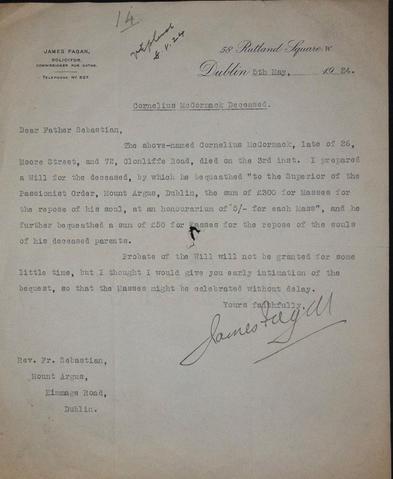 14
JAMES FAGAN,
SOLICITOR,
COMMISSIONER FOR OATHS.
TELEPHONE No. 527.
58 Rutland Square, W.
Dublin 5th May, 1924.
Cornelius McCormack Deceased.
Dear Father Sebastian,
The above-named Cornelius McCormack, late of 26,
Moore Street, and 72, Clonliffe Road, died on the 3rd inst. I prepared
a Will for the deceased, by which he bequeathed "to the Superior of the
Passionist Order, Mount Argus, Dublin, the sum of £300 for Masses for
the repose of his soul, at an honourarium of 5/- for each Mass", and he
further bequeathed a sum of £50 for Masses for the repose of the souls
of his deceased parents.
Probate of the Will will not be granted for some
little time, but I thought I would give you early intimation of the
bequest, so that the Masses might be celebrated without delay.
Yours faithfully,
Rev. Fr. Sebastian,
Mount Argus,
Kimmage Road,
Dublin.